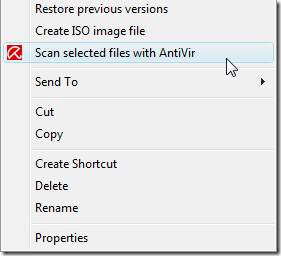 Restore previous versions
Create ISO image file
Scan selected files with AntiVir
Send To
Cut
Copy
Create Shortcut
Delete
Rename
Properties